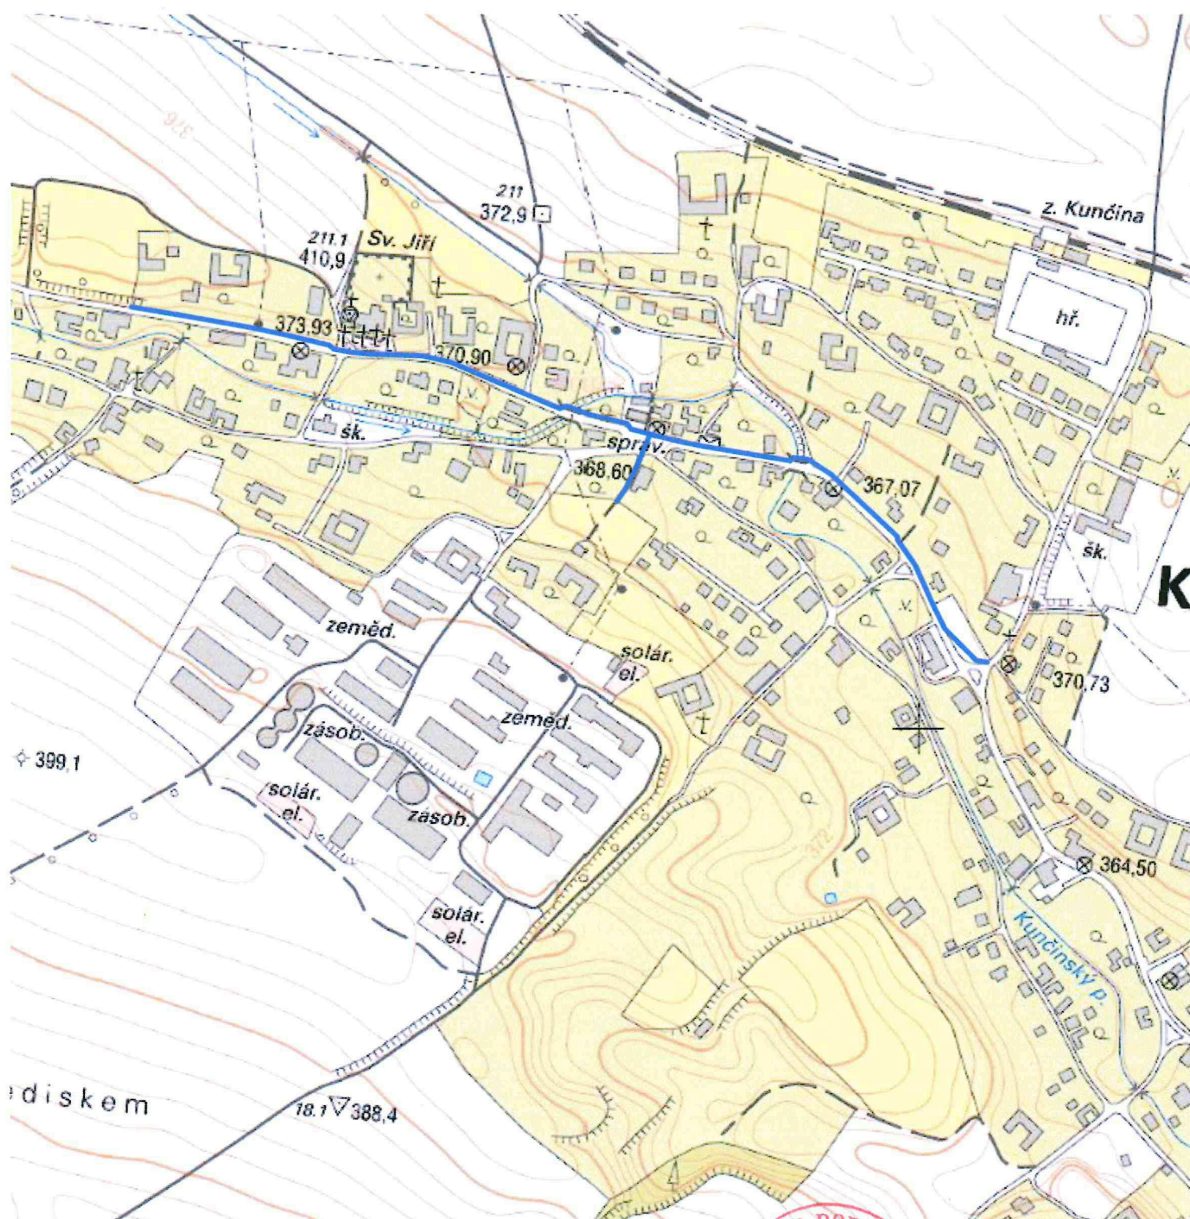 376
211
372,9
z. Kunčina
211.1
410,9
Sv. Jiří
hř.
373,93
370,90
šk.
správ.
368,60
367,07
šk.
K
zeměd.
solár.
el.
370,73
zeměd.
zásob.
399,1
solár.
el.
zásob.
372
364,50
solár.
el.
Kunčinský p.
ediskem
18.1
388,4